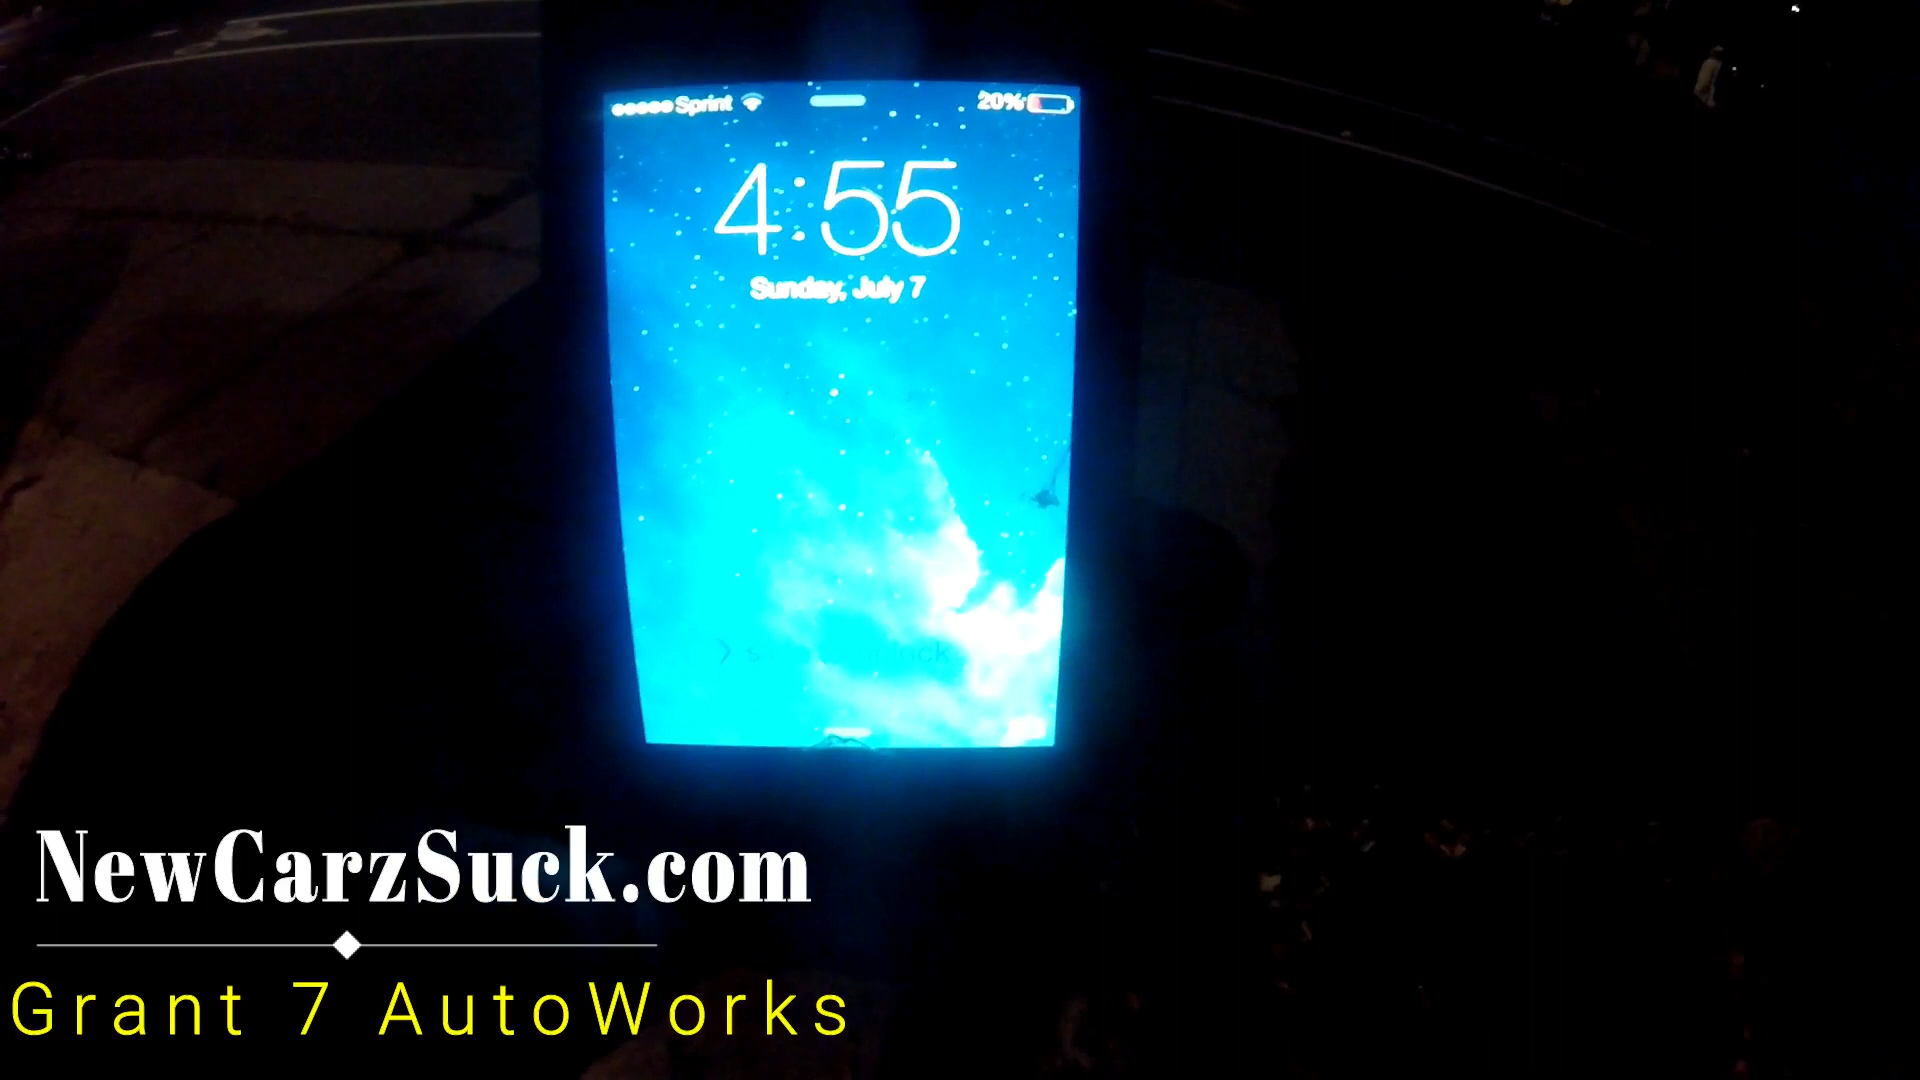 Sprint 20%
4:55
Sunday, July 7
NewCarzSuck.com
Grant 7 AutoWorks